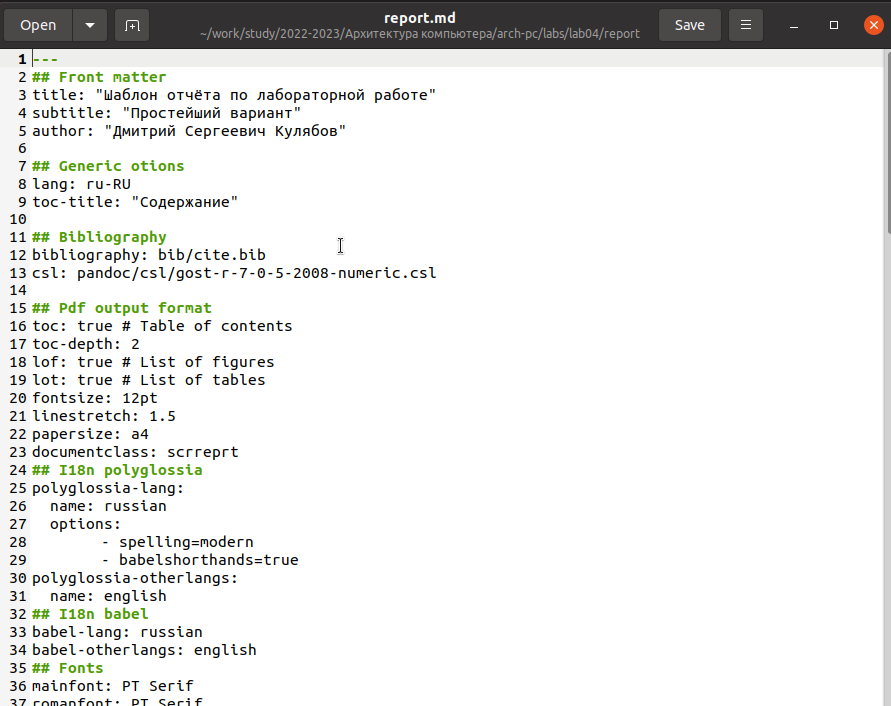 Open
report.md
~/work/study/2022-2023/Архитектура компьютера/arch-pc/labs/lab04/report
Save
1 ---
2 ## Front matter
3 title: "Шаблон отчёта по лабораторной работе"
4 subtitle: "Простейший вариант"
5 author: "Дмитрий Сергеевич Кулябов"
6
7 ## Generic otions
8 lang: ru-RU
9 toc-title: "Содержание"
10
11 ## Bibliography
12 bibliography: bib/cite.bib
13 csl: pandoc/csl/gost-r-7-0-5-2008-numeric.csl
14
15 ## Pdf output format
16 toc: true # Table of contents
17 toc-depth: 2
18 lof: true # List of figures
19 lot: true # List of tables
20 fontsize: 12pt
21 linestretch: 1.5
22 papersize: a4
23 documentclass: scrreprt
24 ## I18n polyglossia
25 polyglossia-lang:
26   name: russian
27   options:
28         - spelling=modern
29         - babelshorthands=true
30 polyglossia-otherlangs:
31   name: english
32 ## I18n babel
33 babel-lang: russian
34 babel-otherlangs: english
35 ## Fonts
36 mainfont: PT Serif
37 romanfont: PT Serif